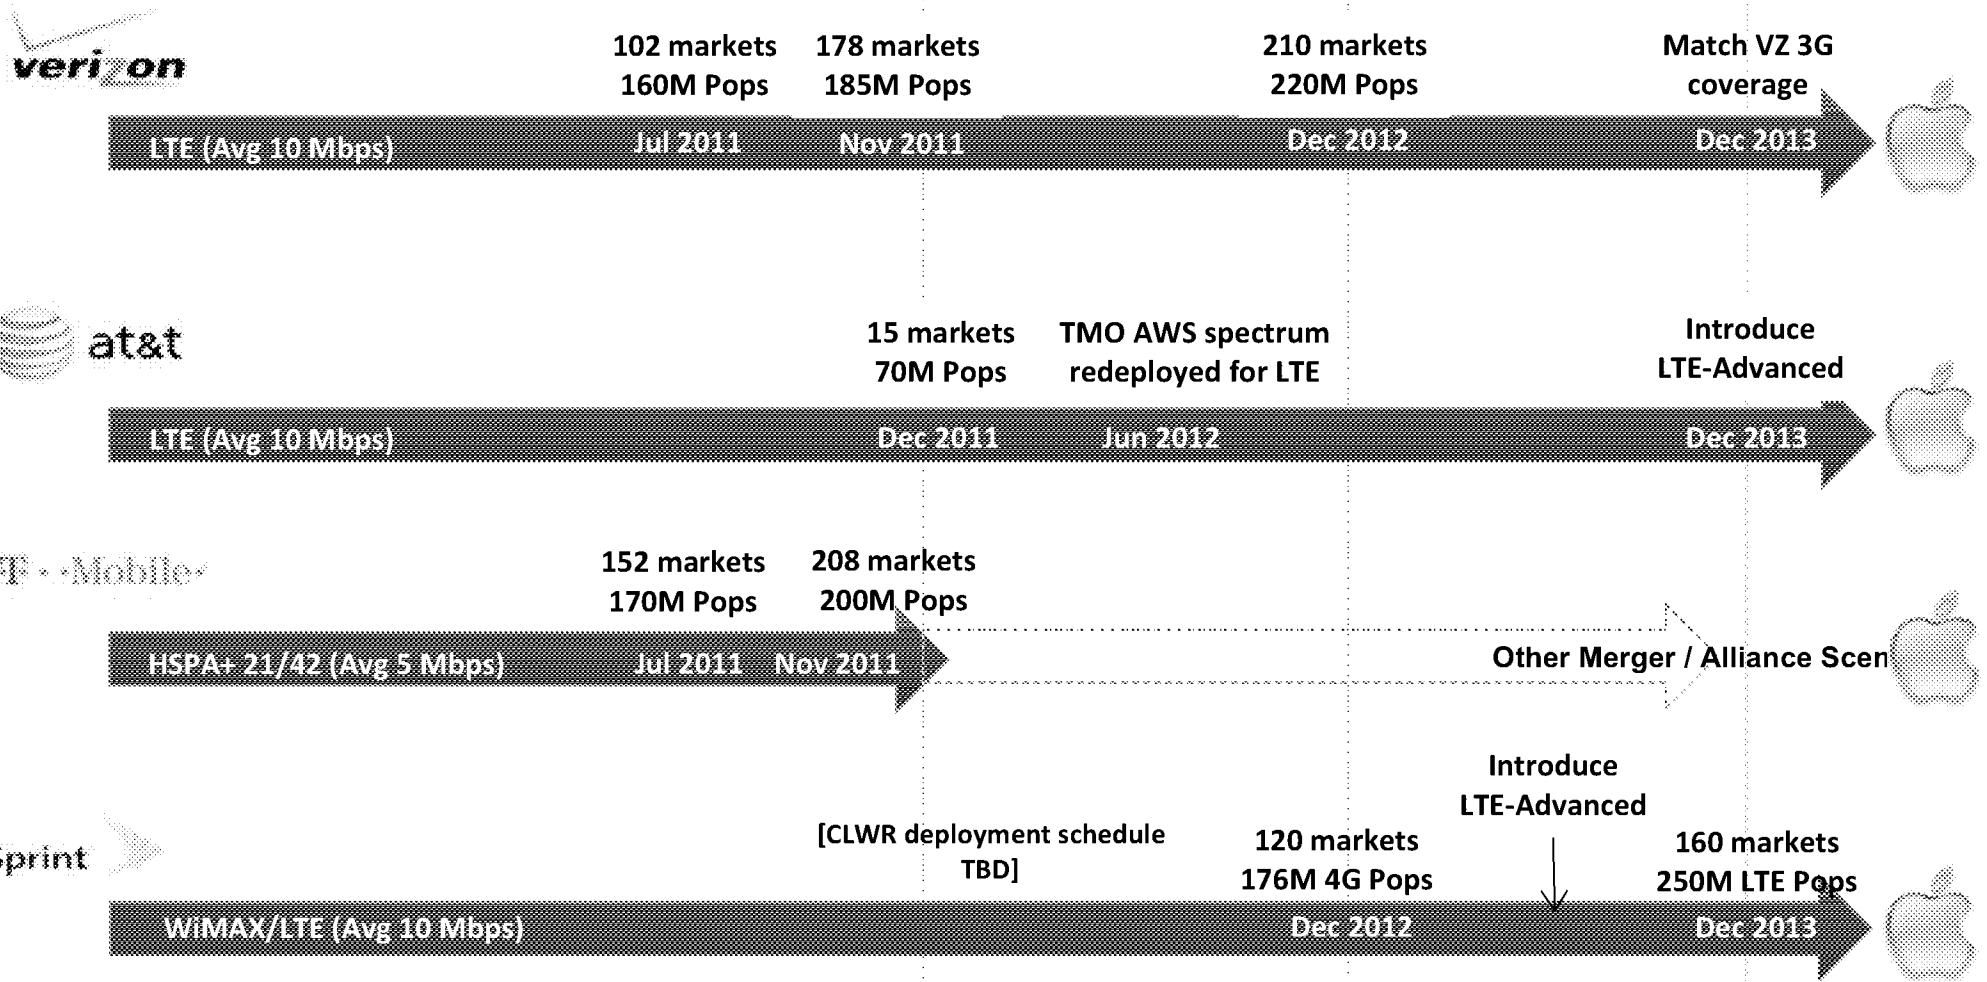 verizon
102 markets
160M Pops
178 markets
185M Pops
210 markets
220M Pops
Match VZ 3G
coverage
LTE (Avg 10 Mbps)
Jul 2011
Nov 2011
Dec 2012
Dec 2013
at&t
15 markets
70M Pops
TMO AWS spectrum
redeployed for LTE
Introduce
LTE-Advanced
LTE (Avg 10 Mbps)
Dec 2011
Jun 2012
Dec 2013
T··Mobile·
152 markets
170M Pops
208 markets
200M Pops
HSPA+ 21/42 (Avg 5 Mbps)
Jul 2011
Nov 2011
Other Merger / Alliance Scen
Sprint
[CLWR deployment schedule
TBD]
120 markets
176M 4G Pops
Introduce
LTE-Advanced
160 markets
250M LTE Pops
WiMAX/LTE (Avg 10 Mbps)
Dec 2012
Dec 2013